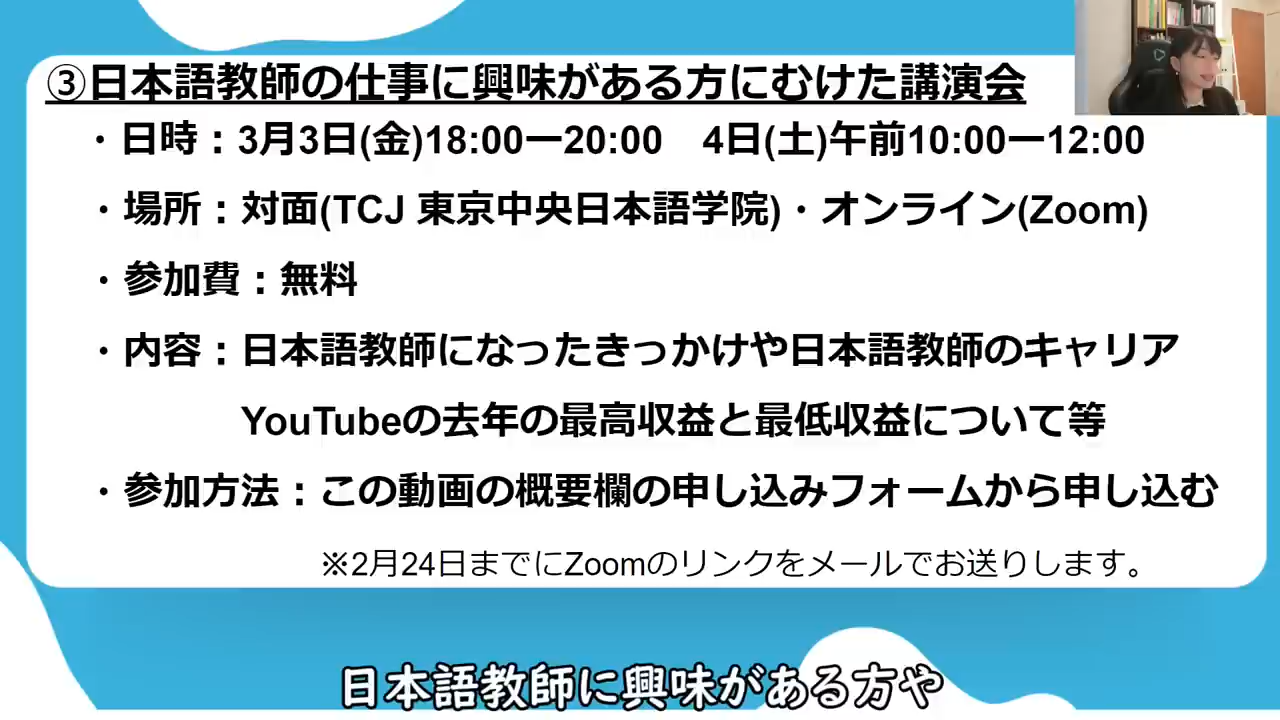 ③日本語教師の仕事に興味がある方にむけた講演会
・日時：3月3日(金)18:00ー20:00　4日(土)午前10:00ー12:00
・場所：対面(TCJ 東京中央日本語学院)・オンライン(Zoom)
・参加費：無料
・内容：日本語教師になったきっかけや日本語教師のキャリア
YouTubeの去年の最高収益と最低収益について等
・参加方法：この動画の概要欄の申し込みフォームから申し込む
※2月24日までにZoomのリンクをメールでお送りします。
日本語教師に興味がある方や